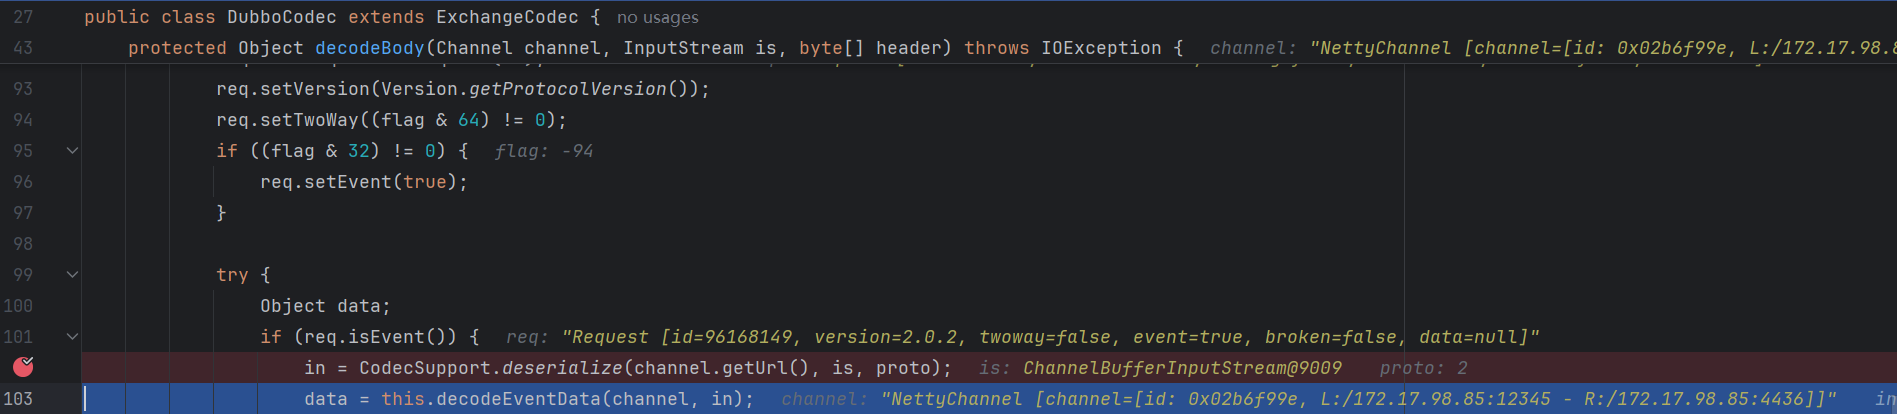 27 public class DubboCodec extends ExchangeCodec { no usages
43 protected Object decodeBody(Channel channel, InputStream is, byte[] header) throws IOException { channel: "NettyChannel [channel=[id: 0x02b6f99e, L:/172.17.98.8
93 req.setVersion(Version.getProtocolVersion());
94 req.setTwoWay((flag & 64) != 0);
95 if ((flag & 32) != 0) { flag: -94
96 req.setEvent(true);
97 }
98
99 try {
100 Object data;
101 if (req.isEvent()) { req: "Request [id=96168149, version=2.0.2, twoway=false, event=true, broken=false, data=null]"
in = CodecSupport.deserialize(channel.getUrl(), is, proto); is: ChannelBufferInputStream@9009 proto: 2
103 data = this.decodeEventData(channel, in); channel: "NettyChannel [channel=[id: 0x02b6f99e, L:/172.17.98.85:12345 - R:/172.17.98.85:4436]]" in